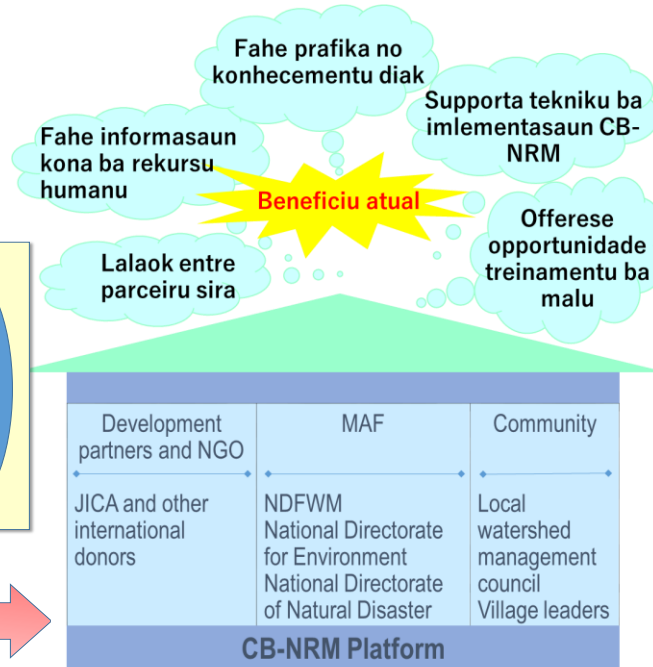 Fahe prafika no
konhecementu diak
Supporta tekniku ba
imlementasaun CB-
NRM
Fahe informasaun
kona ba rekursu
humanu
Beneficiu atual
Offerese
opportunidade
treinamentu ba
malu
Lalaok entre
parceiru sira
Development
partners and NGO
JICA and other
international
donors
MAF
NDFWM
National Directorate
for Environment
National Directorate
of Natural Disaster
Community
Local
watershed
management
council
Village leaders
CB-NRM Platform